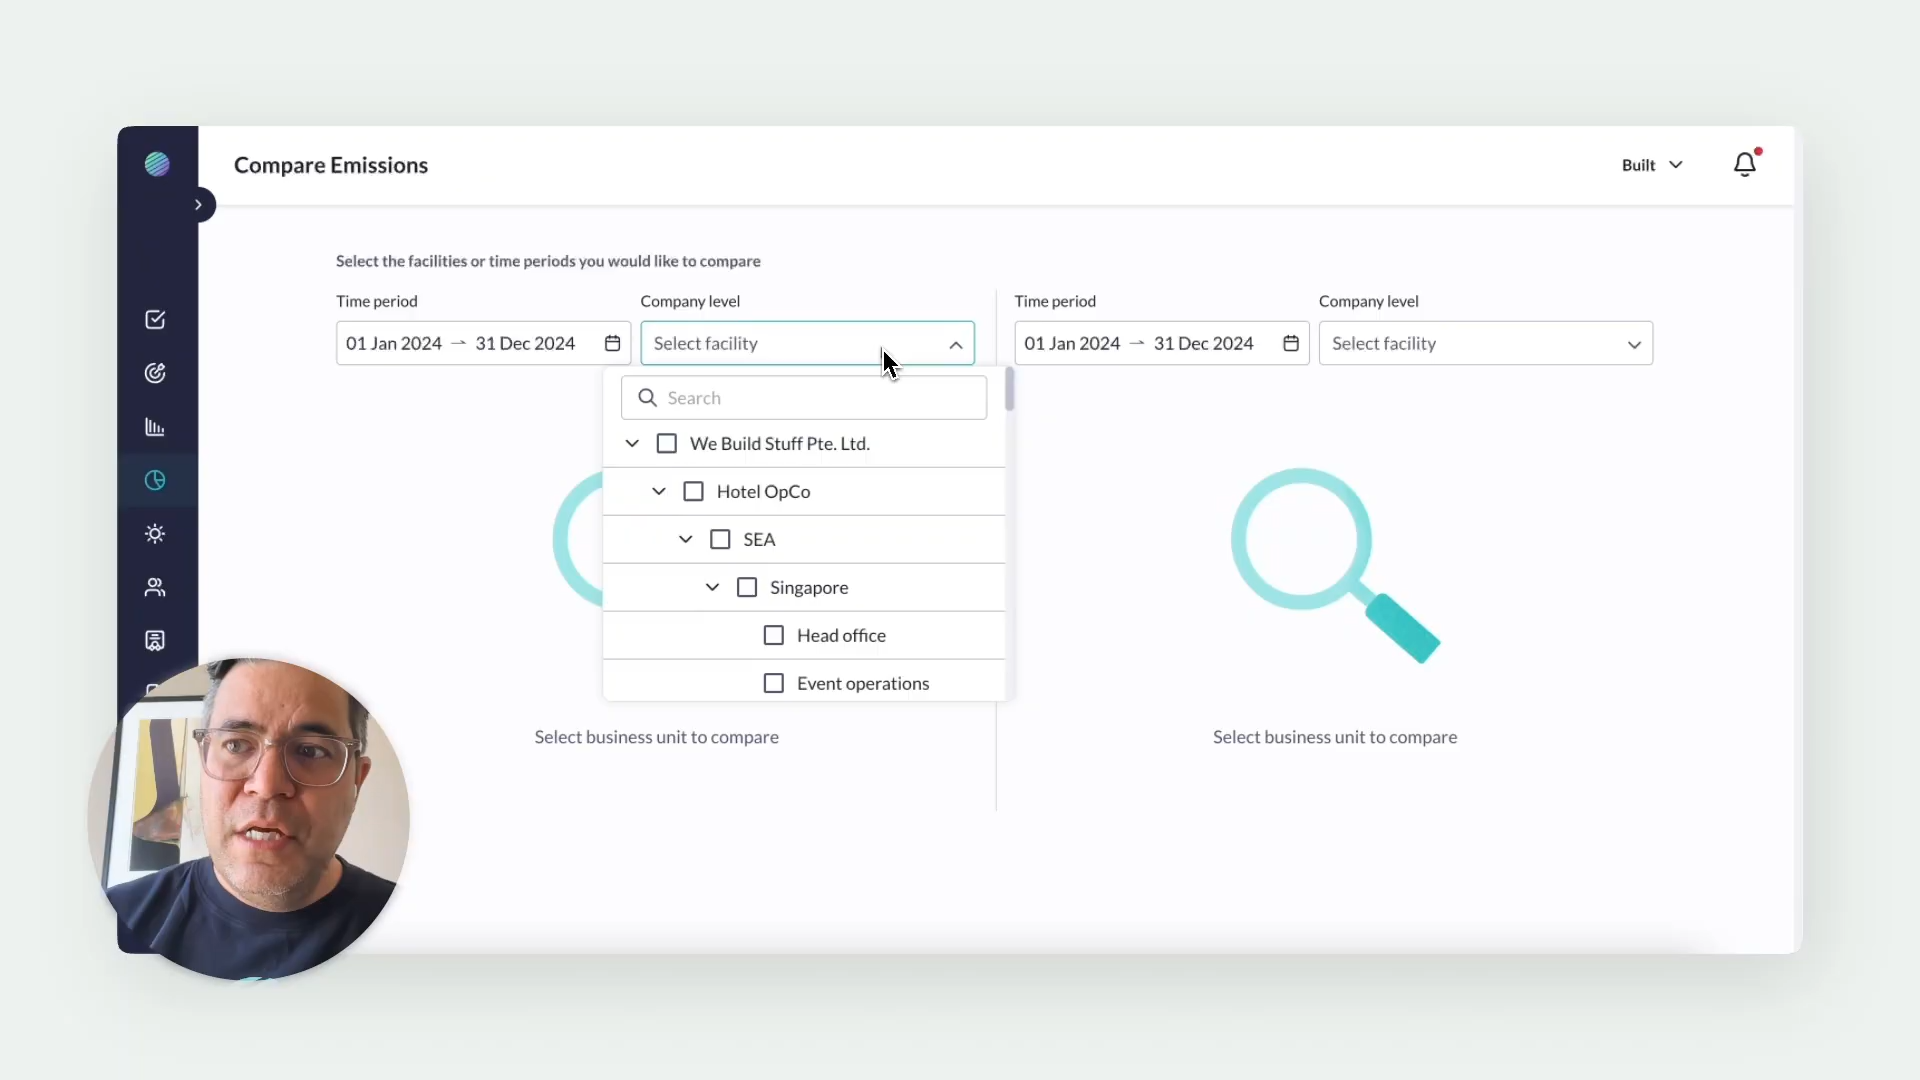 Compare Emissions
Built
Select the facilities or time periods you would like to compare
Time period
Company level
Time period
Company level
01 Jan 2024 → 31 Dec 2024
Select facility
01 Jan 2024 → 31 Dec 2024
Select facility
Search
We Build Stuff Pte. Ltd.
Hotel OpCo
SEA
Singapore
Head office
Event operations
Select business unit to compare
Select business unit to compare